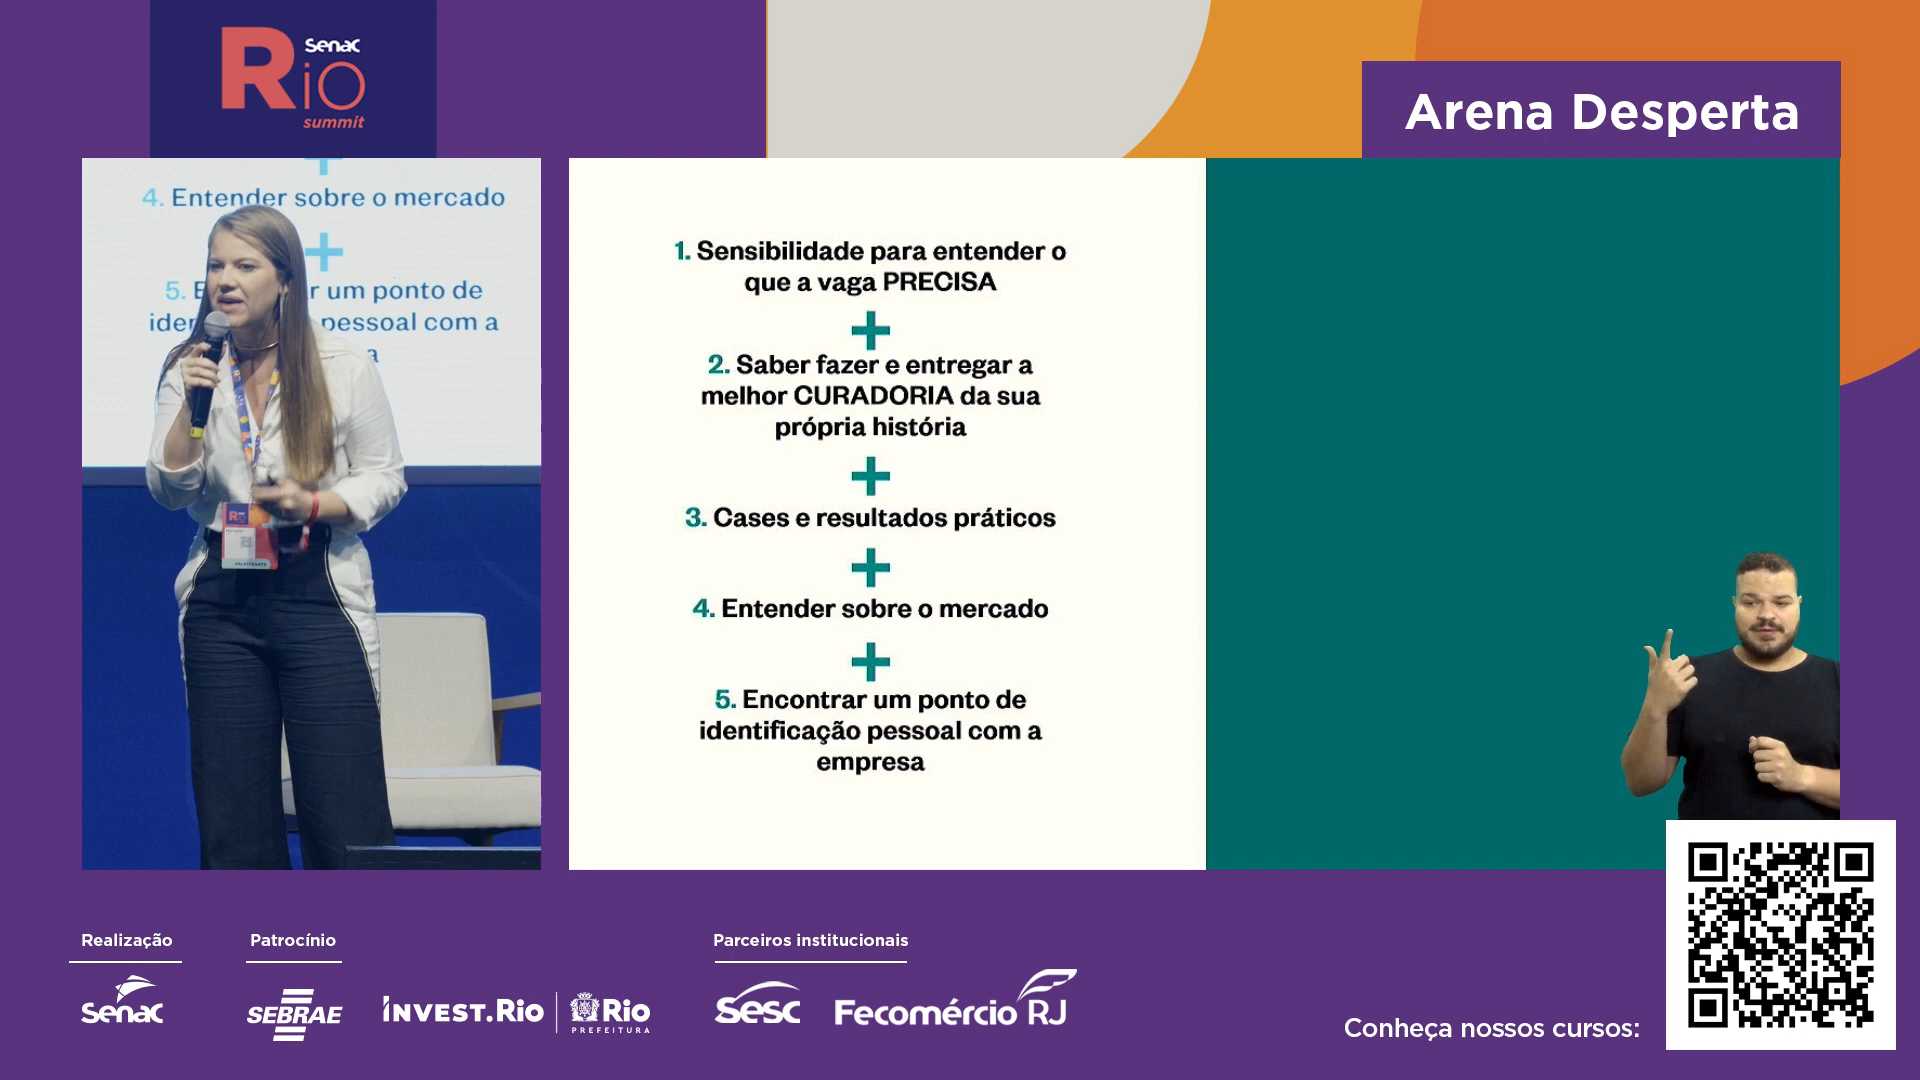 R
Senac
io
summit
Arena Desperta
4. Entender sobre o mercado
5. E
r um ponto de
iden
pessoal com a
a
1. Sensibilidade para entender o
que a vaga PRECISA
+
2. Saber fazer e entregar a
melhor CURADORIA da sua
própria história
+
3. Cases e resultados práticos
+
4. Entender sobre o mercado
+
5. Encontrar um ponto de
identificação pessoal com a
empresa
PALESTRANTE
Realização
Patrocínio
Parceiros institucionais
Senac
SEBRAE
INVEST.Rio
Rio
PREFEITURA
Sesc
Fecomércio RJ
Conheça nossos cursos: